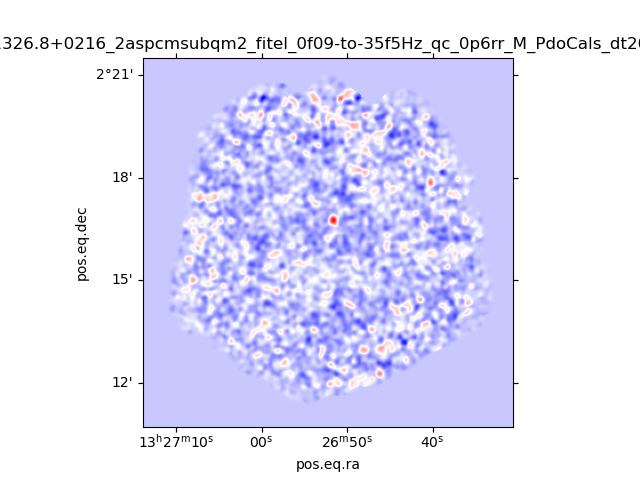 1326.8+0216_2aspcmsubqm2_fitel_0f09-to-35f5Hz_qc_0p6rr_M_PdoCals_dt20
2°21'
18'
15'
12'
pos.eq.dec
13ʰ27ᵐ10ˢ 00ˢ 26ᵐ50ˢ 40ˢ
pos.eq.ra